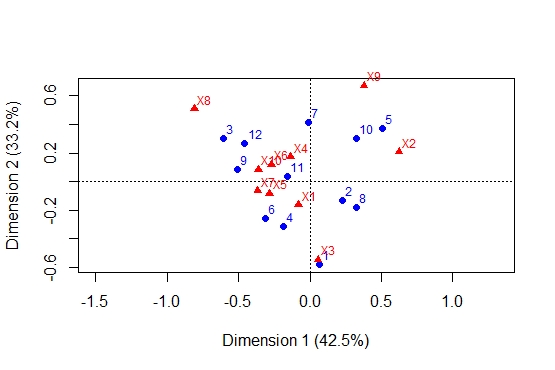 X9
0.6
X8
7
5
3
12
10
X4
X2
0.2
X6
9
X10
11
X7
X5
X1
2
8
-0.2
6
4
X3
1
-0.6
-1.5 -1.0 -0.5 0.0 0.5 1.0
Dimension 1 (42.5%)
Dimension 2 (33.2%)